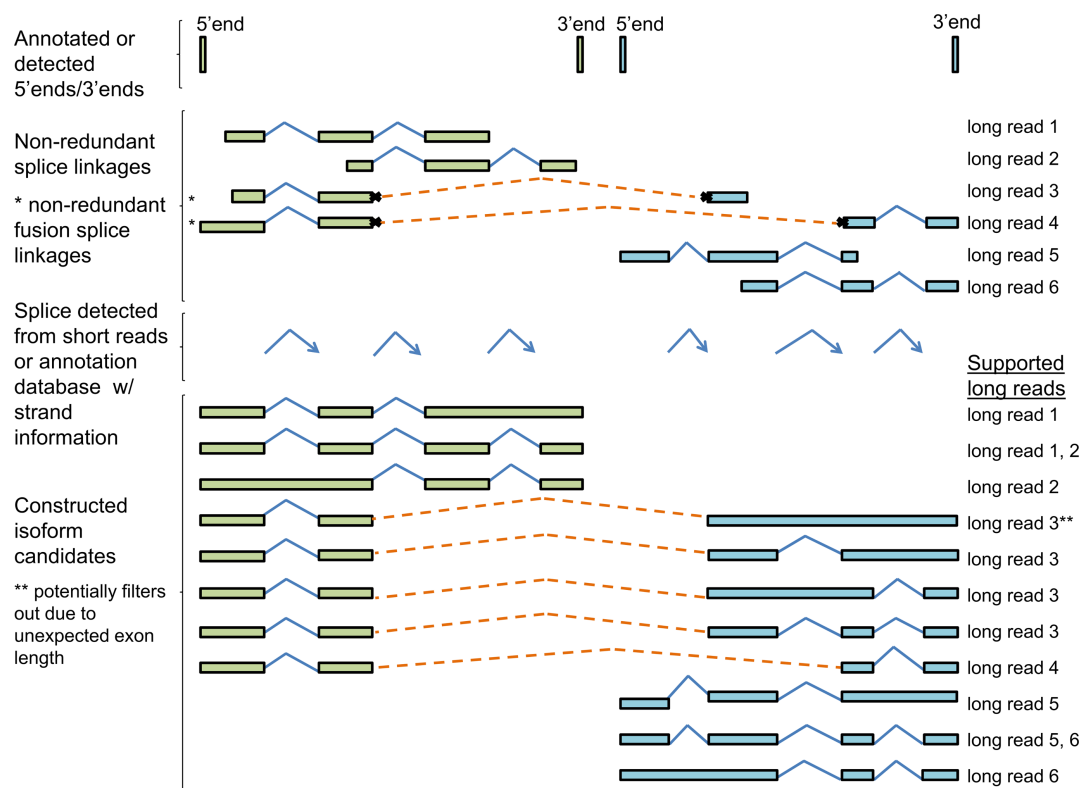 5’end
3’end
5’end
3’end
Annotated or
detected
5’ends/3’ends
Non-redundant
splice linkages
* non-redundant
fusion splice
linkages
*
*
long read 1
long read 2
long read 3
long read 4
long read 5
long read 6
Splice detected
from short reads
or annotation
database w/
strand
information
Supported
long reads
long read 1
long read 1, 2
long read 2
long read 3**
long read 3
long read 3
long read 3
long read 4
long read 5
long read 5, 6
long read 6
Constructed
isoform
candidates
** potentially filters
out due to
unexpected exon
length